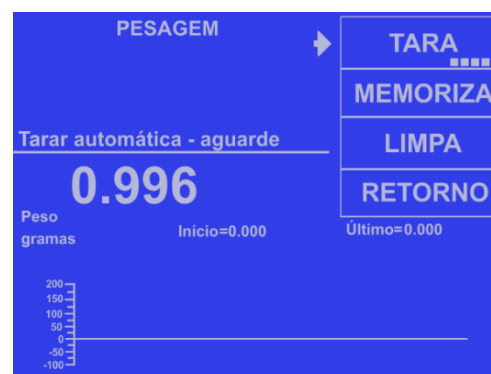 PESAGEM
TARA
MEMORIZA
Tarar automática - aguarde
LIMPA
0.996
RETORNO
Peso
gramas
Início=0.000
Último=0.000
200
150
100
50
0
-50
-100